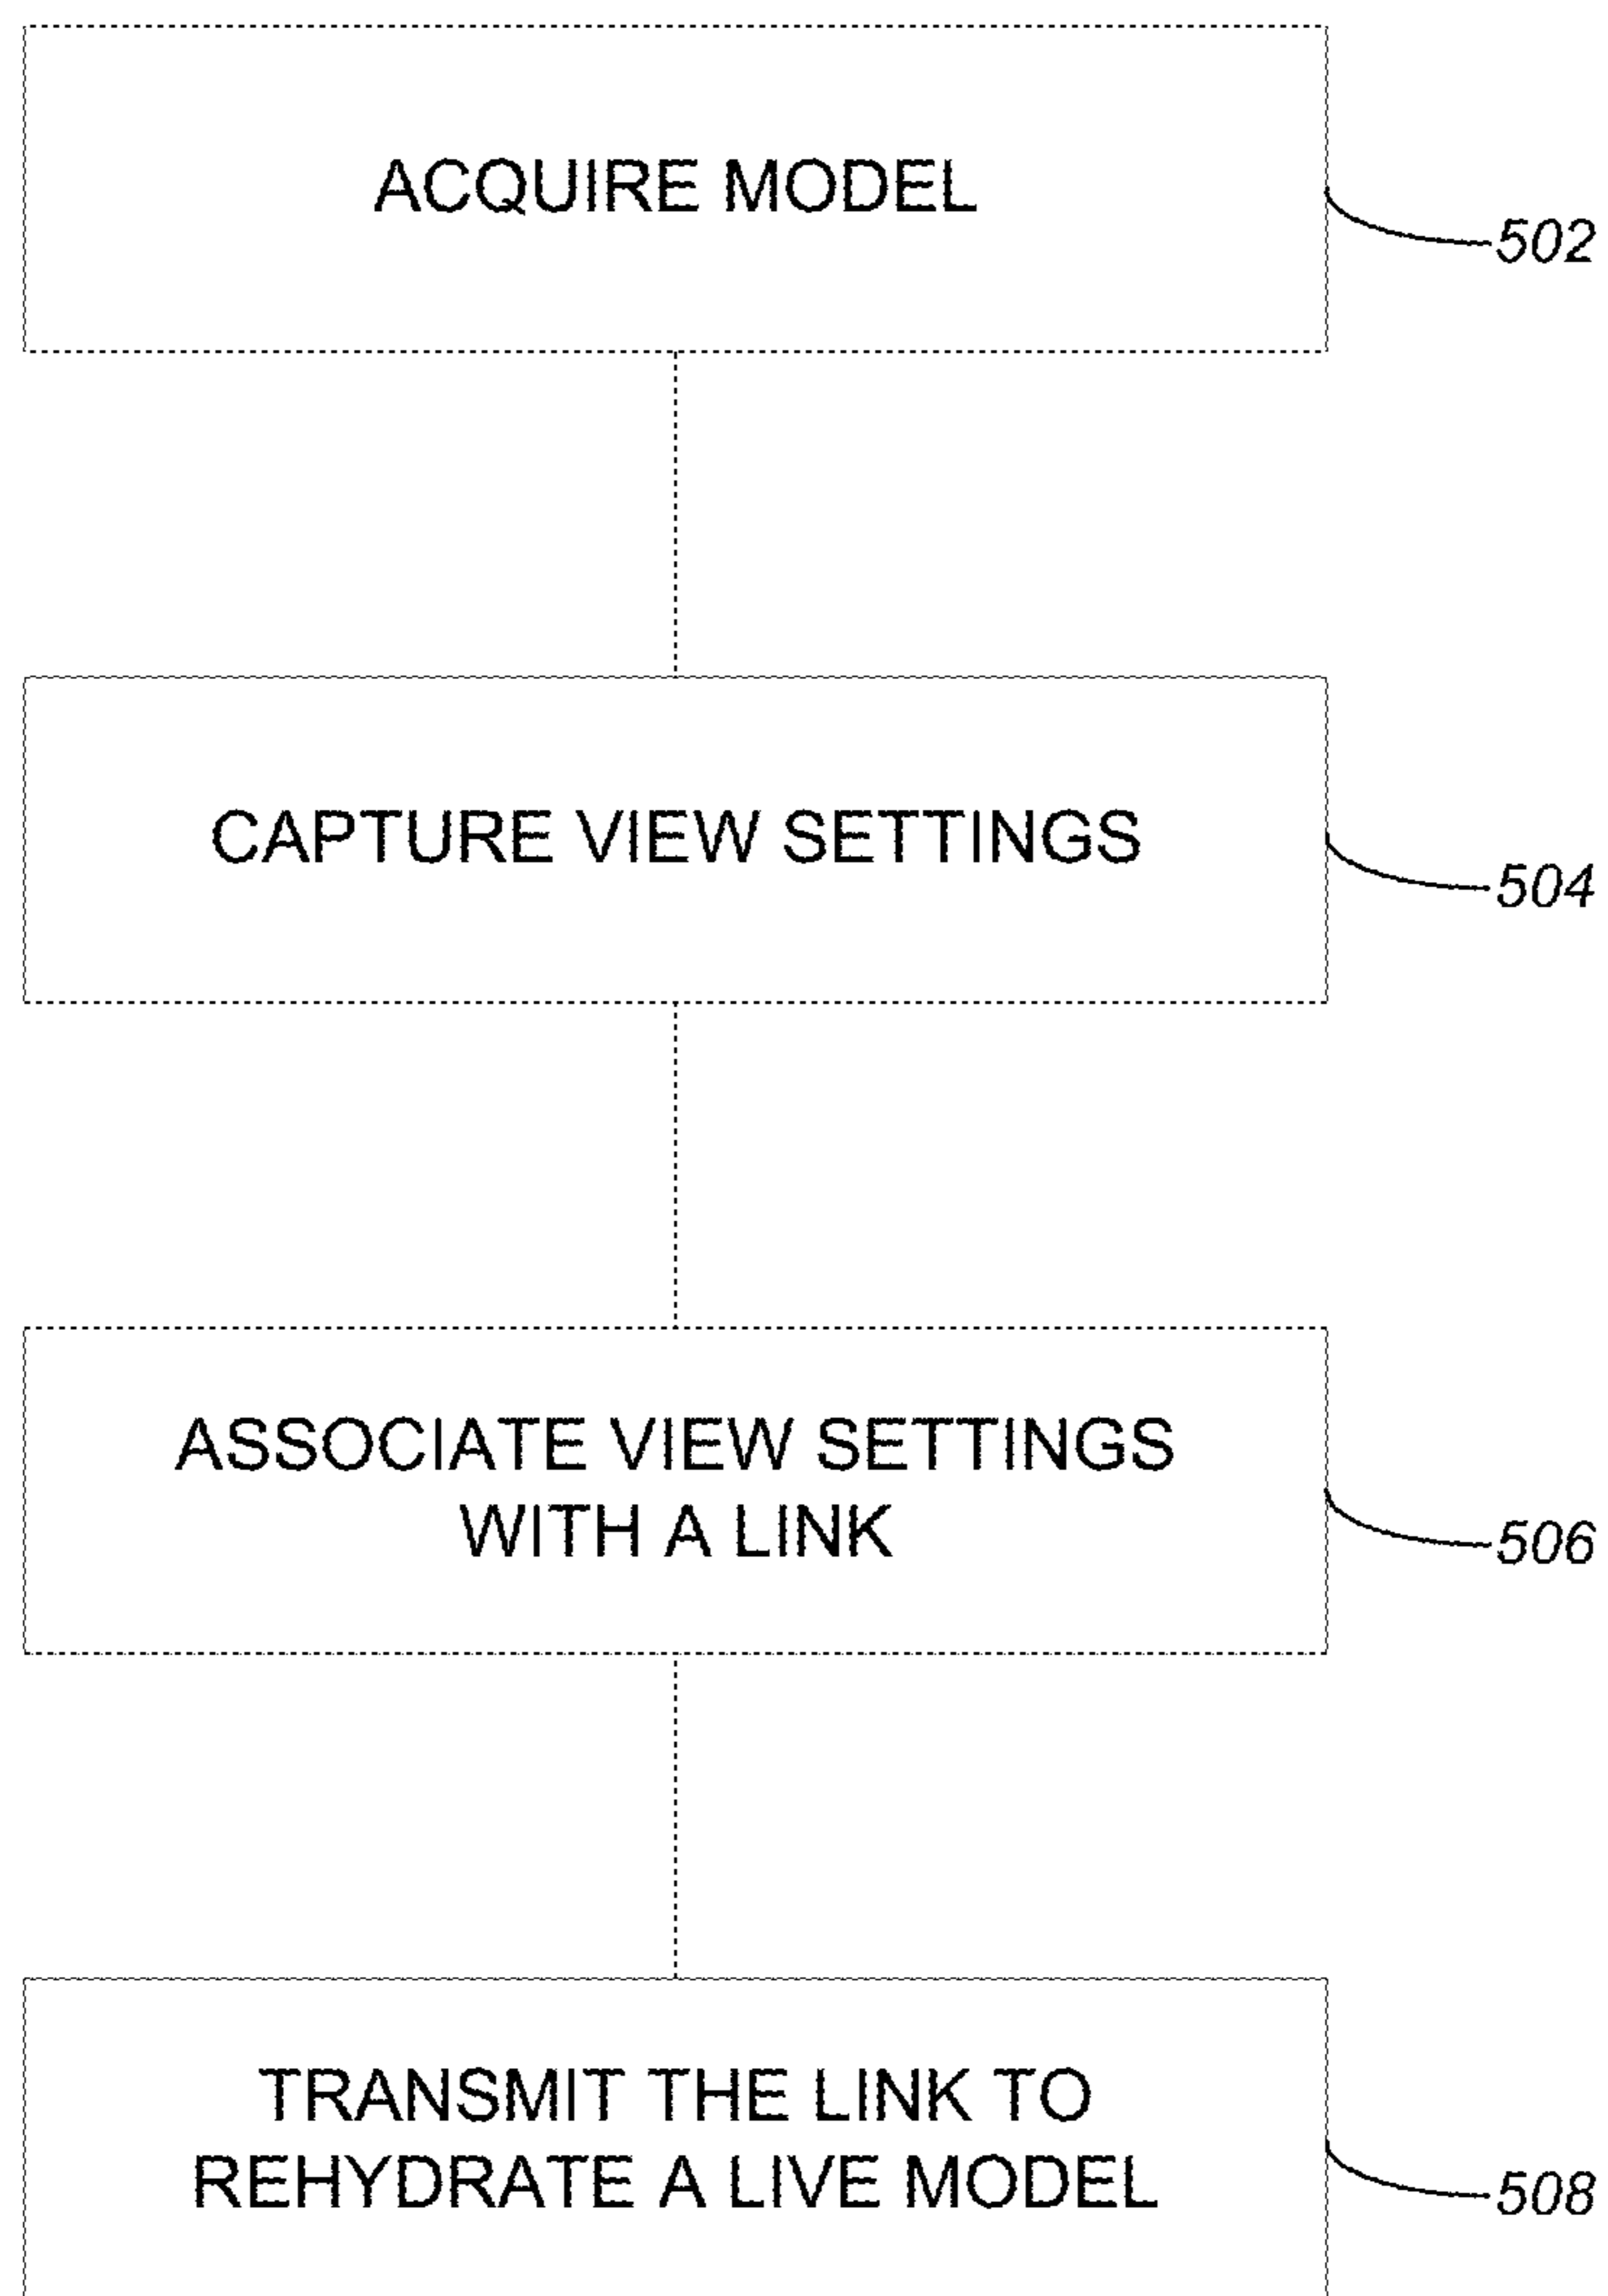 ACQUIRE MODEL
502
CAPTURE VIEW SETTINGS
504
ASSOCIATE VIEW SETTINGS
WITH A LINK
506
TRANSMIT THE LINK TO
REHYDRATE A LIVE MODEL
508